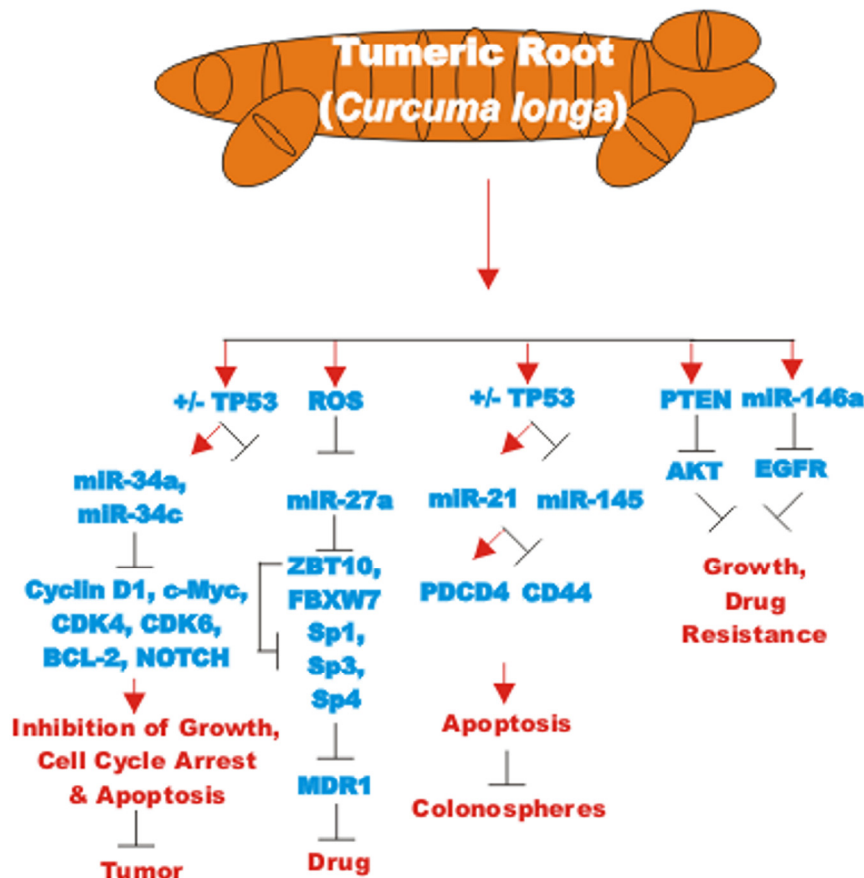 Tumeric Root
(Curcuma longa)
+/- TP53
ROS
+/- TP53
PTEN
miR-146a
AKT
EGFR
miR-34a,
miR-34c
miR-27a
miR-21
miR-145
Cyclin D1, c-Myc,
CDK4, CDK6,
BCL-2, NOTCH
ZBT10,
FBXW7
Sp1,
Sp3,
Sp4
PDCD4
CD44
Growth,
Drug
Resistance
Inhibition of Growth,
Cell Cycle Arrest
& Apoptosis
MDR1
Apoptosis
Colonospheres
Tumor
Drug